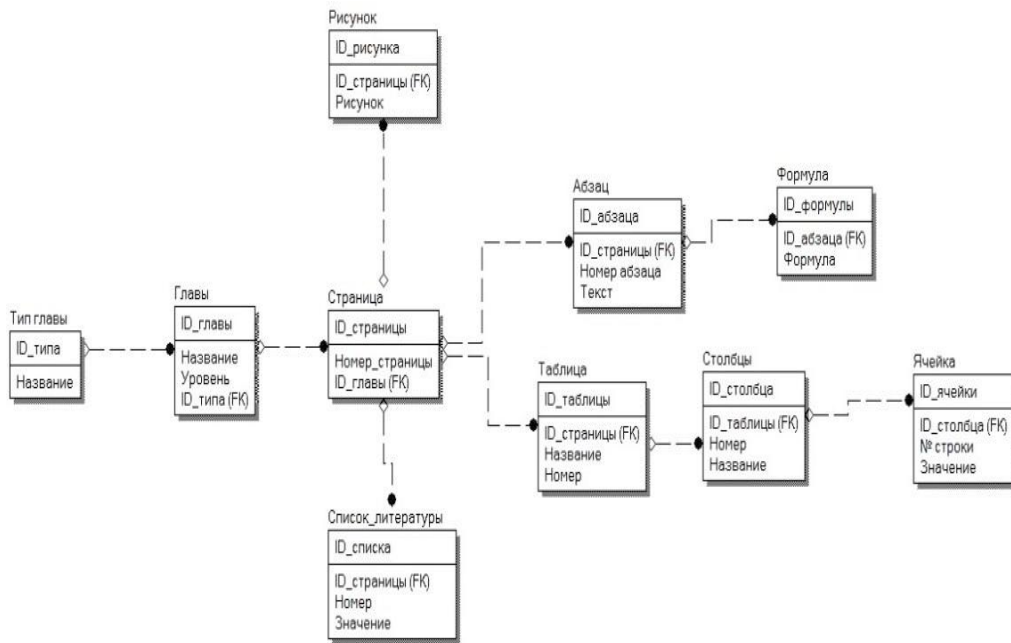 Рисунок
ID_рисунка
ID_страницы (FK)
Рисунок
Абзац
ID_абзаца
ID_страницы (FK)
Номер абзаца
Текст
Формула
ID_формулы
ID_абзаца (FK)
Формула
Тип главы
ID_типа
Название
Главы
ID_главы
Название
Уровень
ID_типа (FK)
Страница
ID_страницы
Номер_страницы
ID_главы (FK)
Таблица
ID_таблицы
ID_страницы (FK)
Название
Номер
Столбцы
ID_столбца
ID_таблицы (FK)
Номер
Название
Ячейка
ID_ячейки
ID_столбца (FK)
№ строки
Значение
Список_литературы
ID_списка
ID_страницы (FK)
Номер
Значение